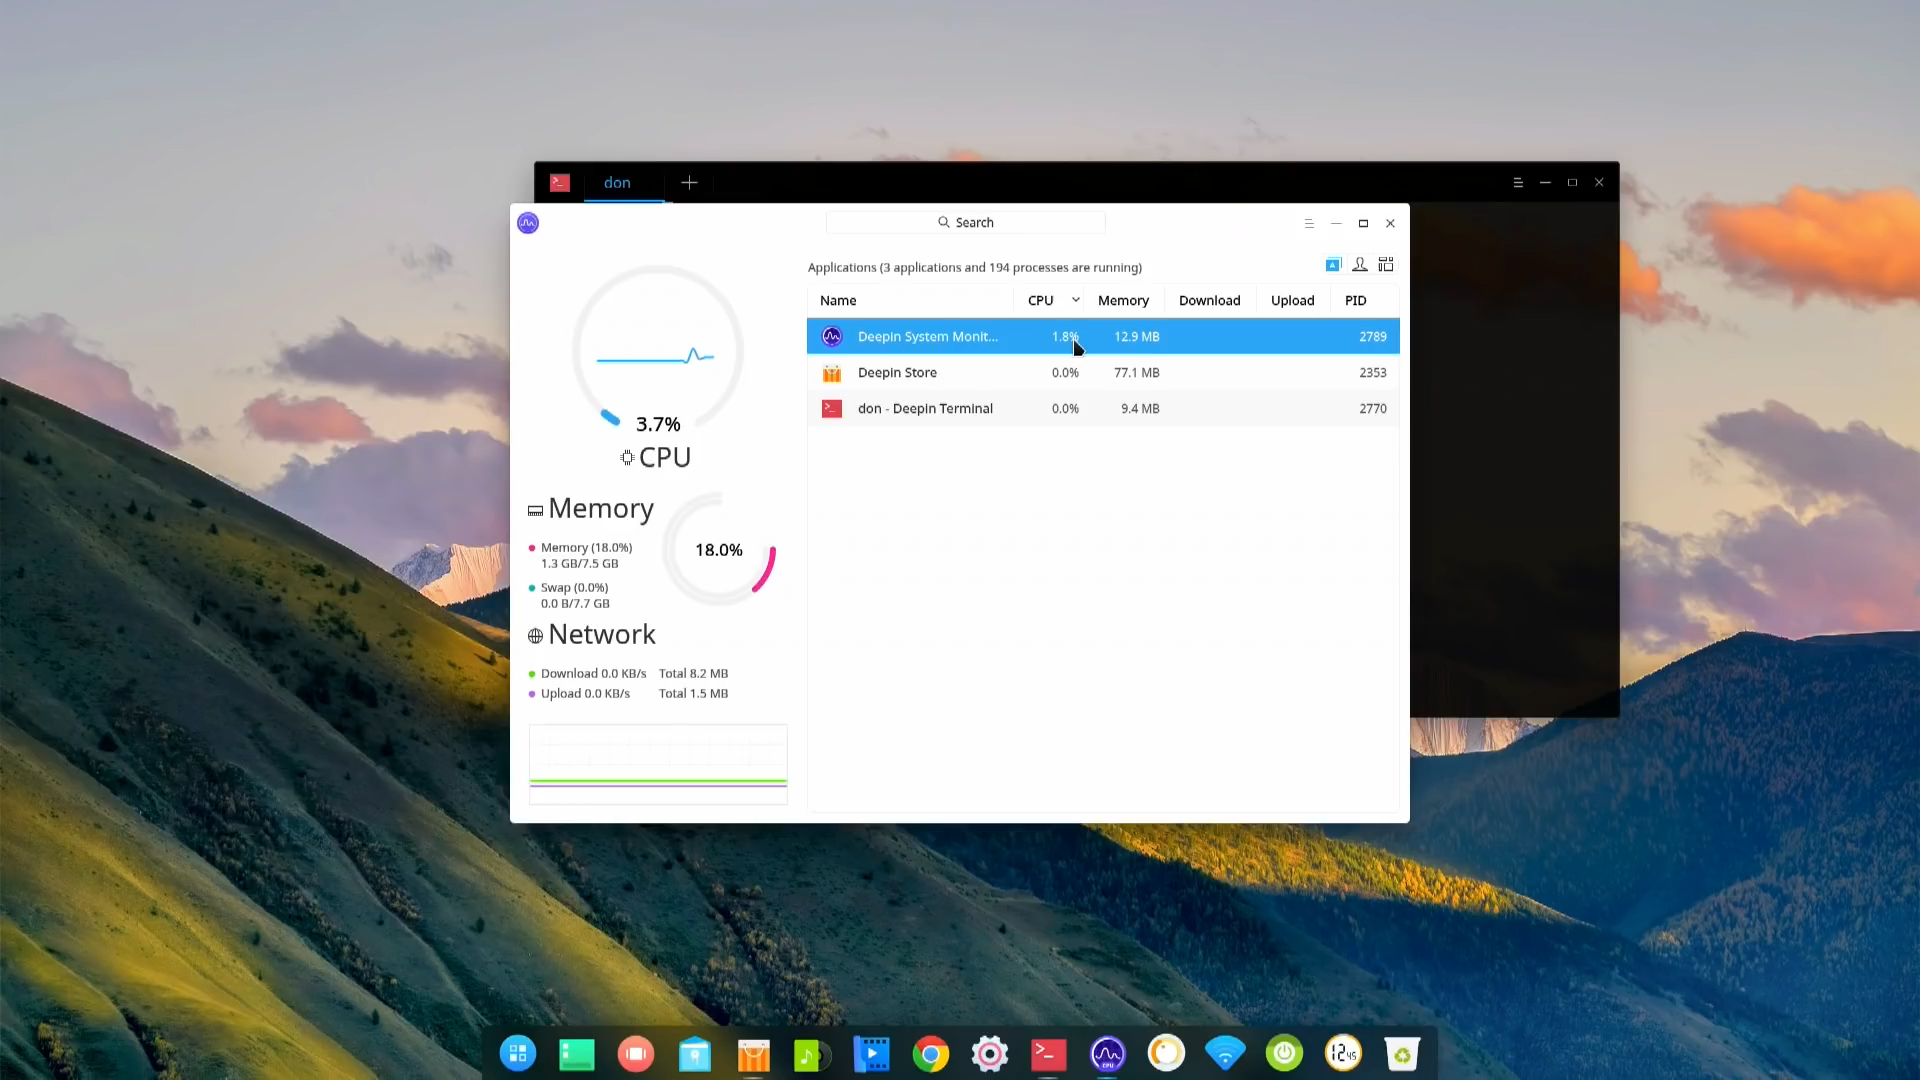 don
Search
Applications (3 applications and 194 processes are running)
Name CPU Memory Download Upload PID
Deepin System Monit... 1.8% 12.9 MB 2789
Deepin Store 0.0% 77.1 MB 2353
don - Deepin Terminal 0.0% 9.4 MB 2770
3.7%
CPU
Memory
Memory (18.0%)
1.3 GB/7.5 GB
18.0%
Swap (0.0%)
0.0 B/7.7 GB
Network
Download 0.0 KB/s Total 8.2 MB
Upload 0.0 KB/s Total 1.5 MB
CPU
12 45